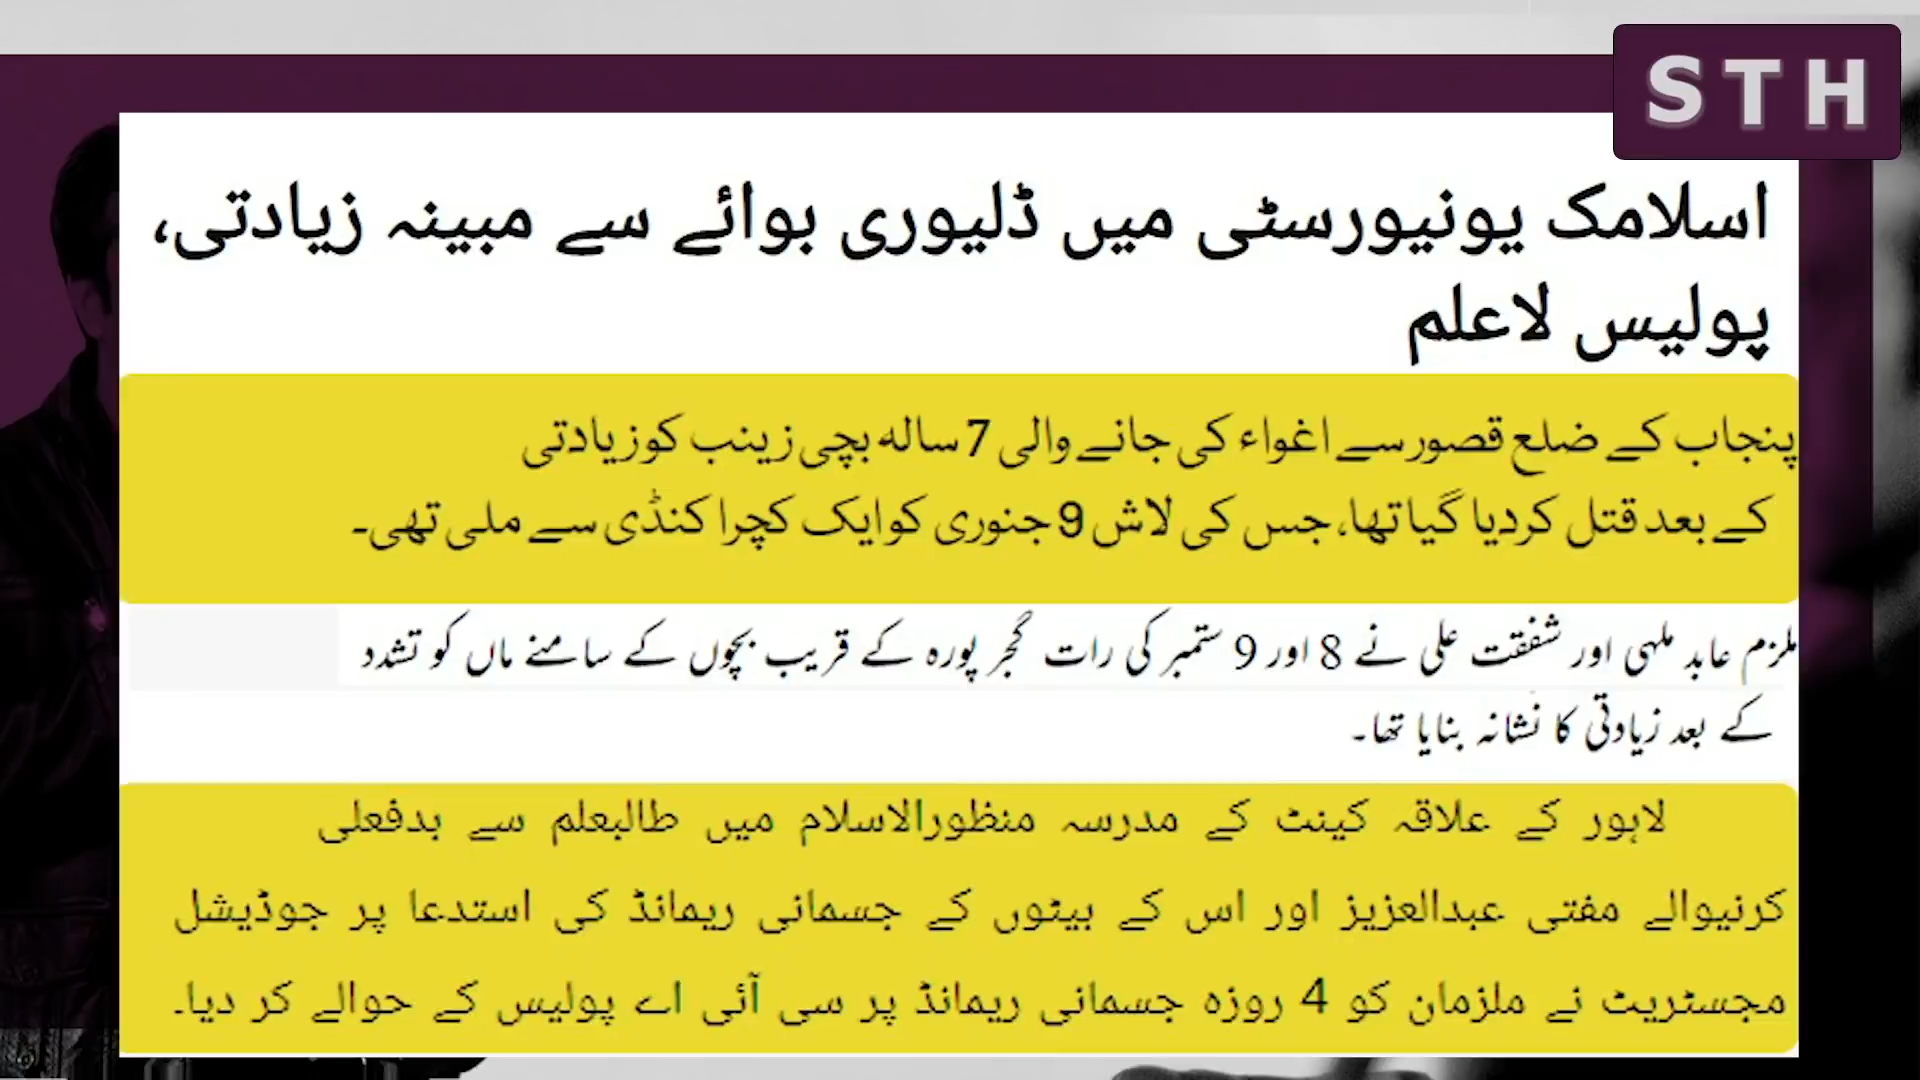 STH
اسلامک یونیورسٹی میں ڈلیوری بوائے سے مبینہ زیادتی،
پولیس لاعلم
پنجاب کے ضلع قصور سے اغواء کی جانے والی 7 سالہ بچی زینب کو زیادتی
کے بعد قتل کردیا گیا تھا، جس کی لاش 9 جنوری کو ایک کچرا کنڈی سے ملی تھی۔
ملزم عابد ملہی اور شفقت علی نے 8 اور 9 ستمبر کی رات گجر پورہ کے قریب بچوں کے سامنے ماں کو تشدد
کے بعد زیادتی کا نشانہ بنایا تھا۔
لاہور کے علاقہ کینٹ کے مدرسہ منظورالاسلام میں طالبعلم سے بدفعلی
کرنیوالے مفتی عبدالعزیز اور اس کے بیٹوں کے جسمانی ریمانڈ کی استدعا پر جوڈیشل
مجسٹریٹ نے ملزمان کو 4 روزہ جسمانی ریمانڈ پر سی آئی اے پولیس کے حوالے کر دیا۔